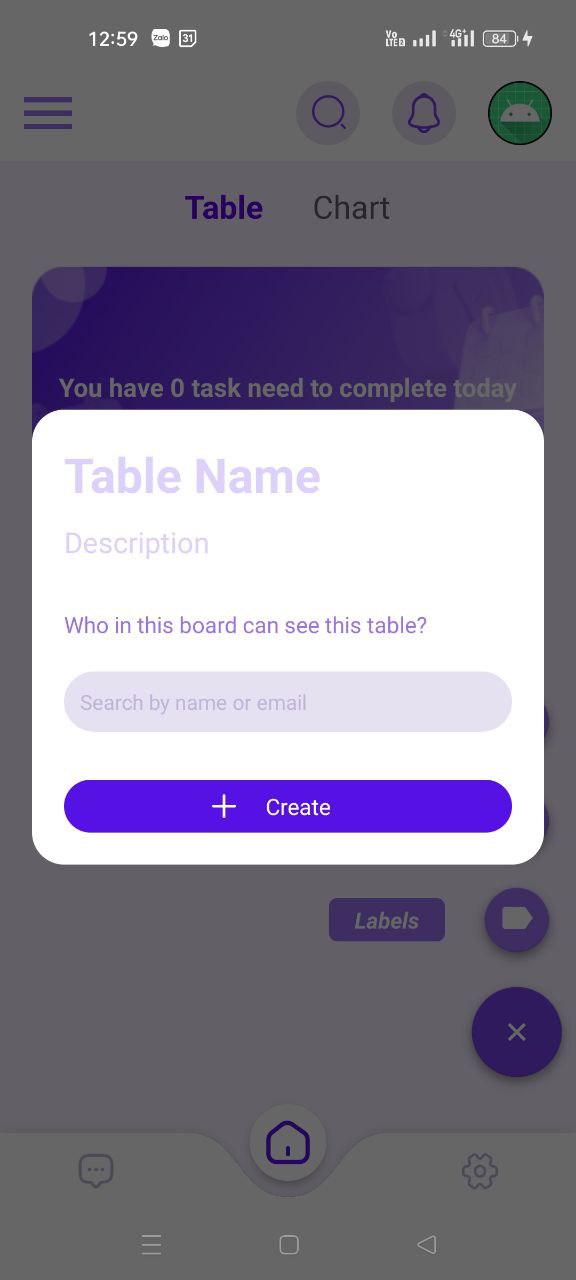 12:59 Zalo 31 Vo LTE 2 4G+ 84
Table Chart
You have 0 task need to complete today
Table Name
Description
Who in this board can see this table?
Search by name or email
Create
Labels